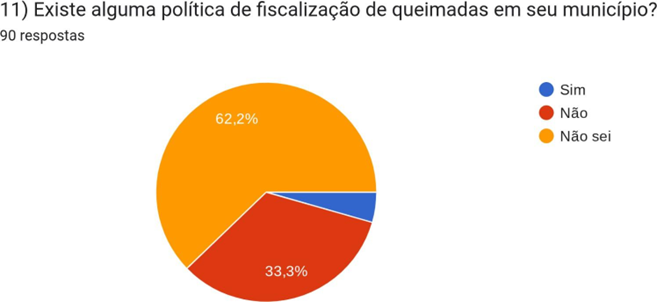 11) Existe alguma política de fiscalização de queimadas em seu município?
90 respostas
Sim
Não
Não sei
62,2%
33,3%